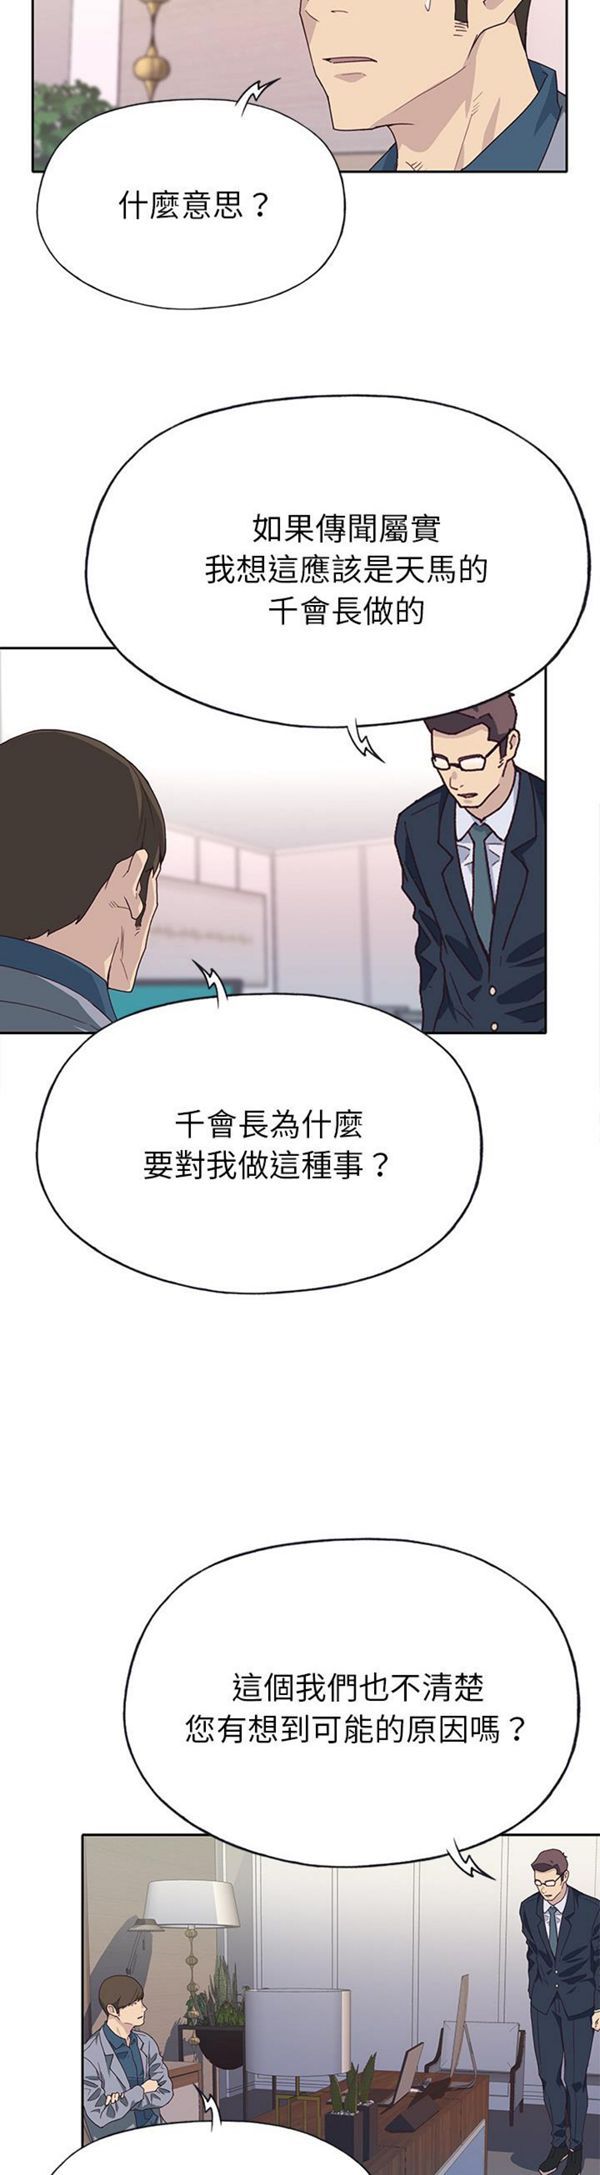 什麼意思？
如果傳聞屬實
我想這應該是天馬的
千會長做的
千會長為什麼
要對我做這種事？
這個我們也不清楚
您有想到可能的原因嗎？